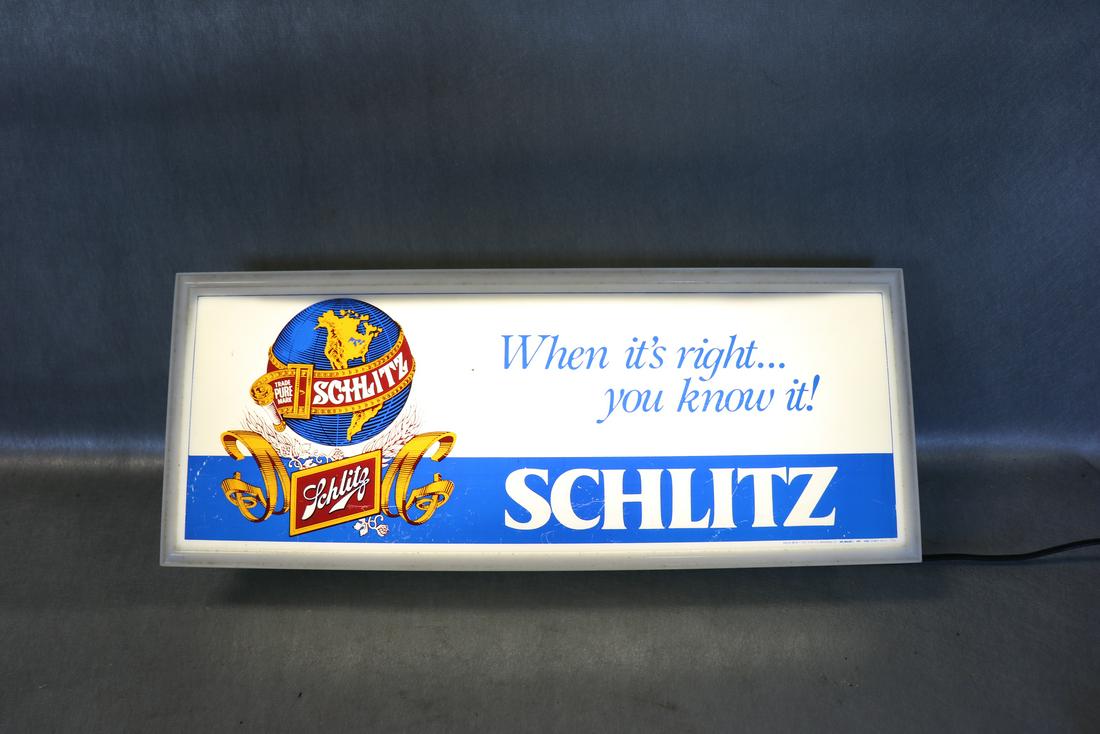 When it's right...
you know it!
TRADE
PURE
MARK
SCHLITZ
Schlitz
SCHLITZ